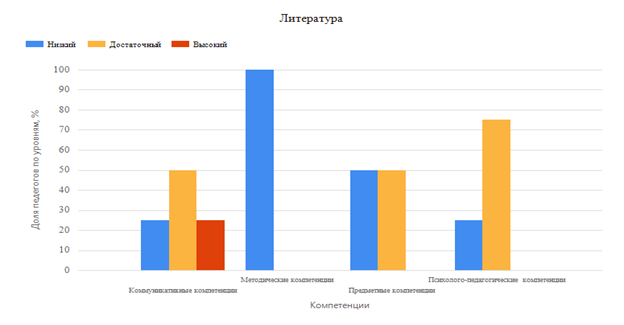 Литература
Низкий Достаточный Высокий
100
90
80
70
60
50
40
30
20
10
0
Доля педегогов по уровням, %
Методические компетенции Психолого-педагогические компетенции
Коммуникативные компетенции Предметные компетенции
Компетенции